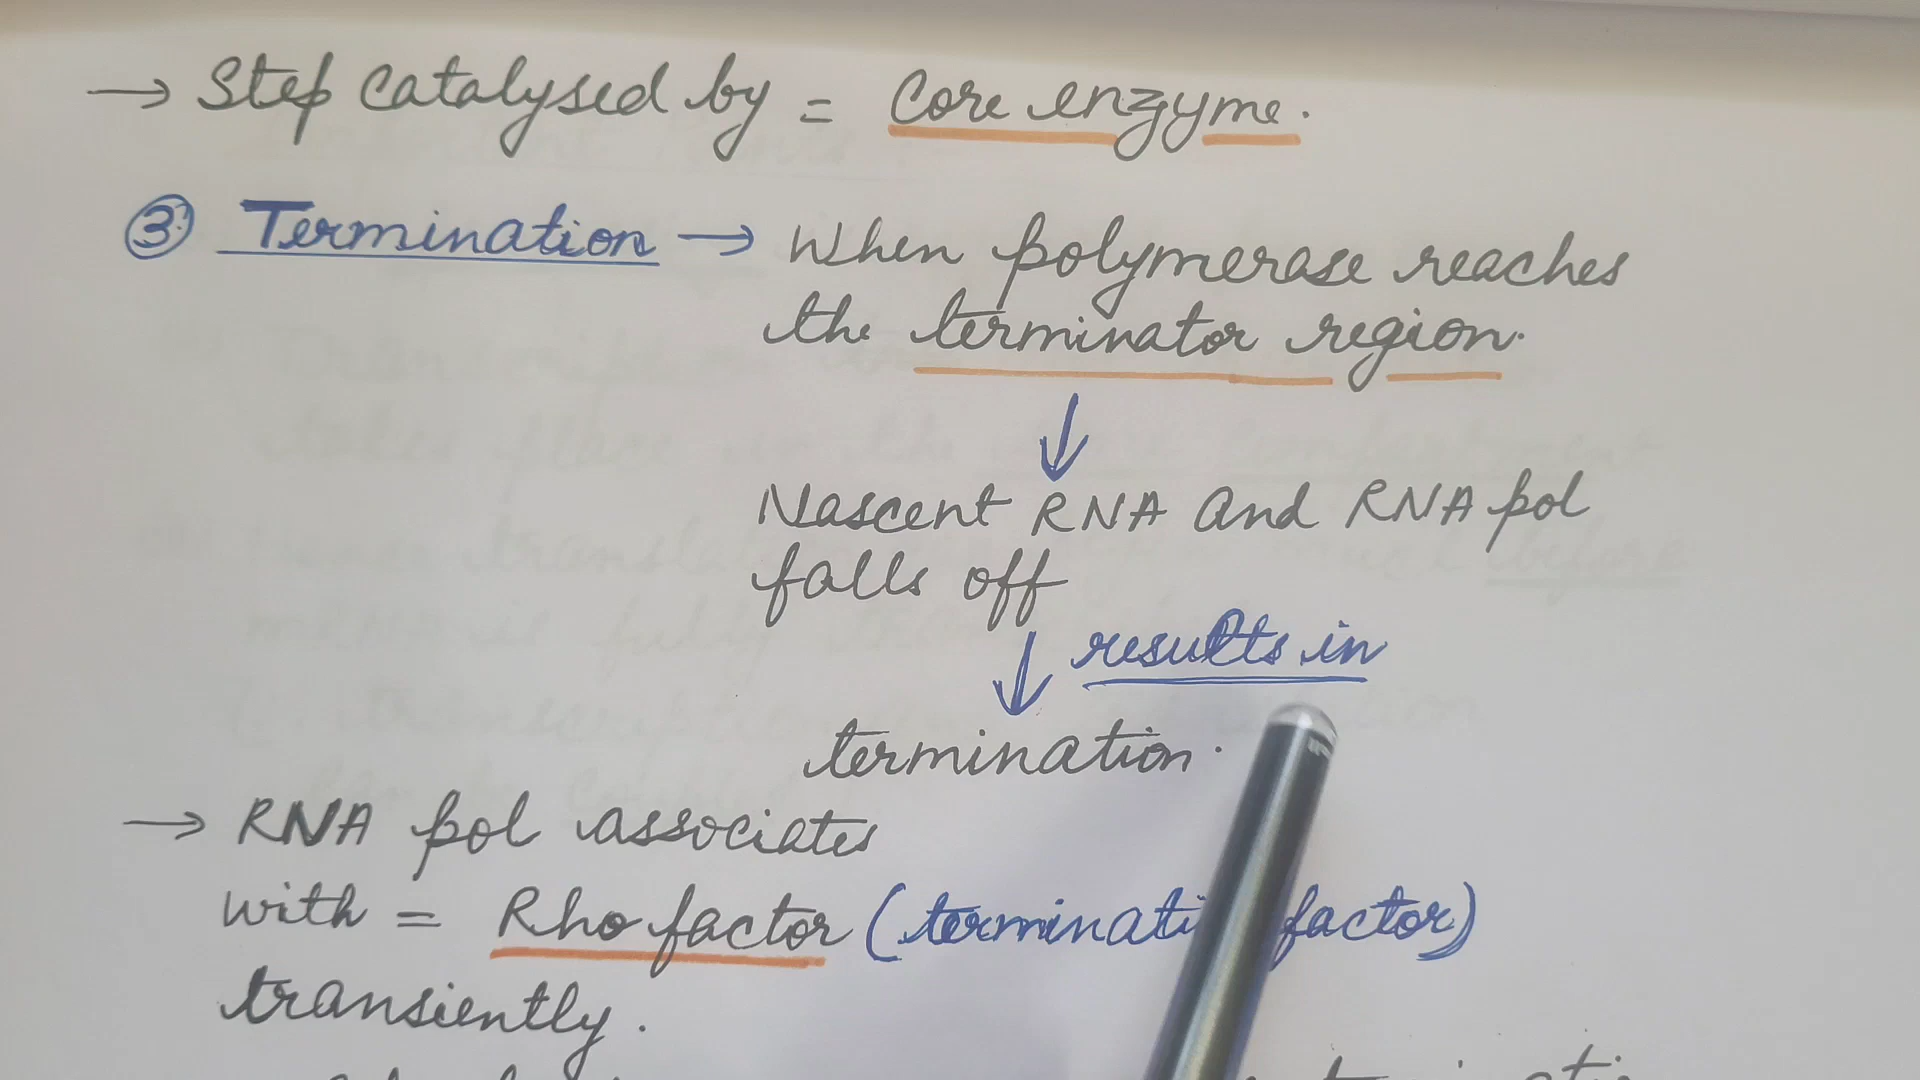 → Step catalysed by = Core enzyme.
③ Termination → When polymerase reaches
the terminator region.
↓
Nascent RNA and RNA pol
falls off
↓ results in
termination.
→ RNA pol associates
with = Rho factor (terminati factor)
transiently.